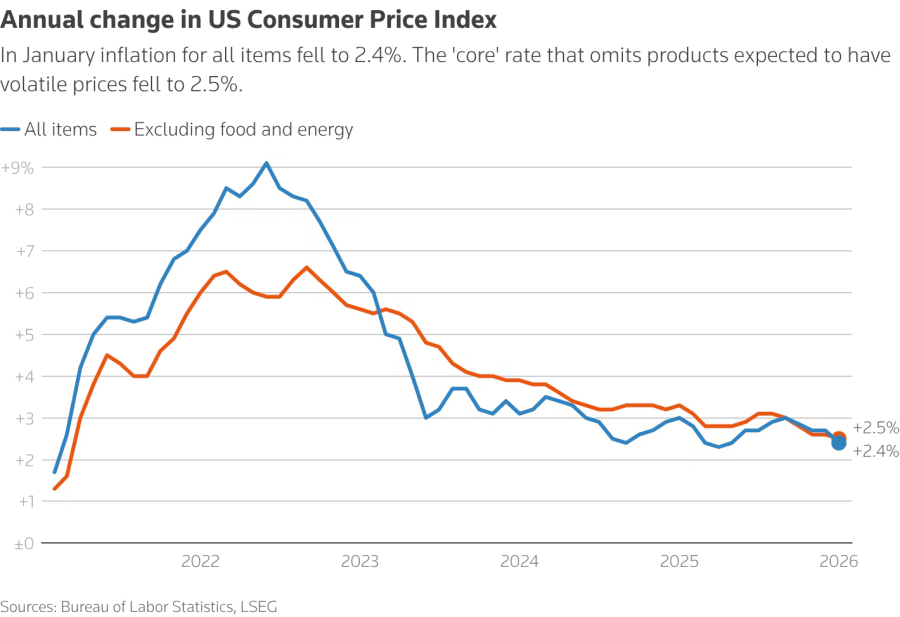 Annual change in US Consumer Price Index
In January inflation for all items fell to 2.4%. The 'core' rate that omits products expected to have
volatile prices fell to 2.5%.
All items Excluding food and energy
+9%
+8
+7
+6
+5
+4
+3
+2.5%
+2.4%
+2
+1
±0
2022 2023 2024 2025 2026
Sources: Bureau of Labor Statistics, LSEG